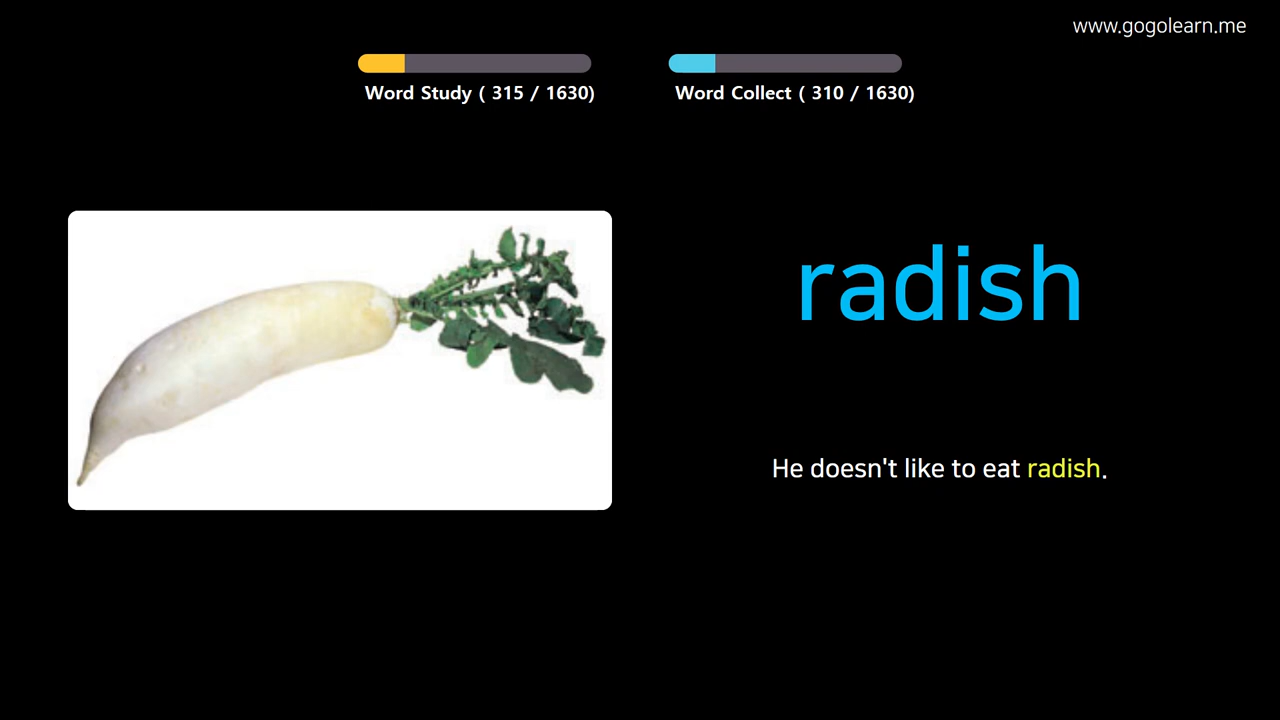 www.gogolearn.me
Word Study ( 315 / 1630)
Word Collect ( 310 / 1630)
radish
He doesn't like to eat radish.